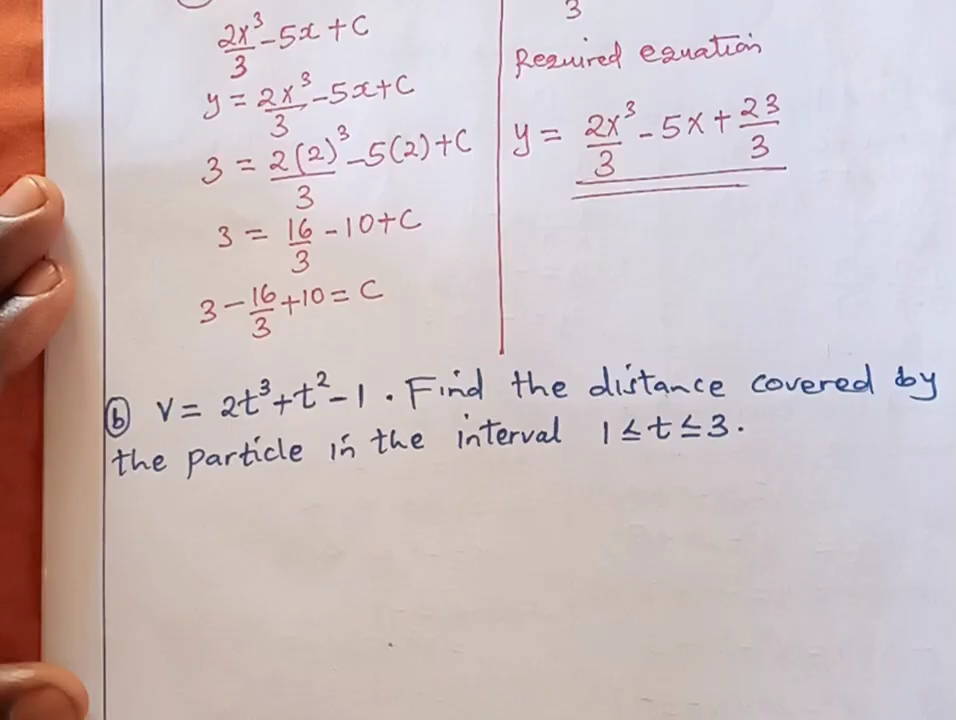 2x³/3 - 5x + C
y = 2x³/3 - 5x + C
3 = 2(2)³/3 - 5(2) + C
3 = 16/3 - 10 + C
3 - 16/3 + 10 = C
3
Required equation
y = 2x³/3 - 5x + 23/3
(b) V = 2t³ + t² - 1 . Find the distance covered by
the particle in the interval 1 ≤ t ≤ 3.